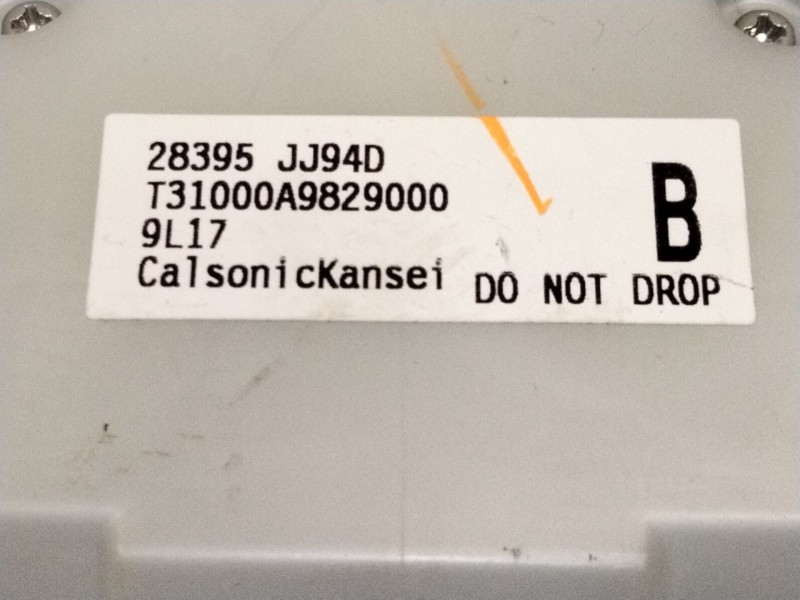 28395 JJ94D
T31000A9829000
9L17
CalsonicKansei
B
DO NOT DROP